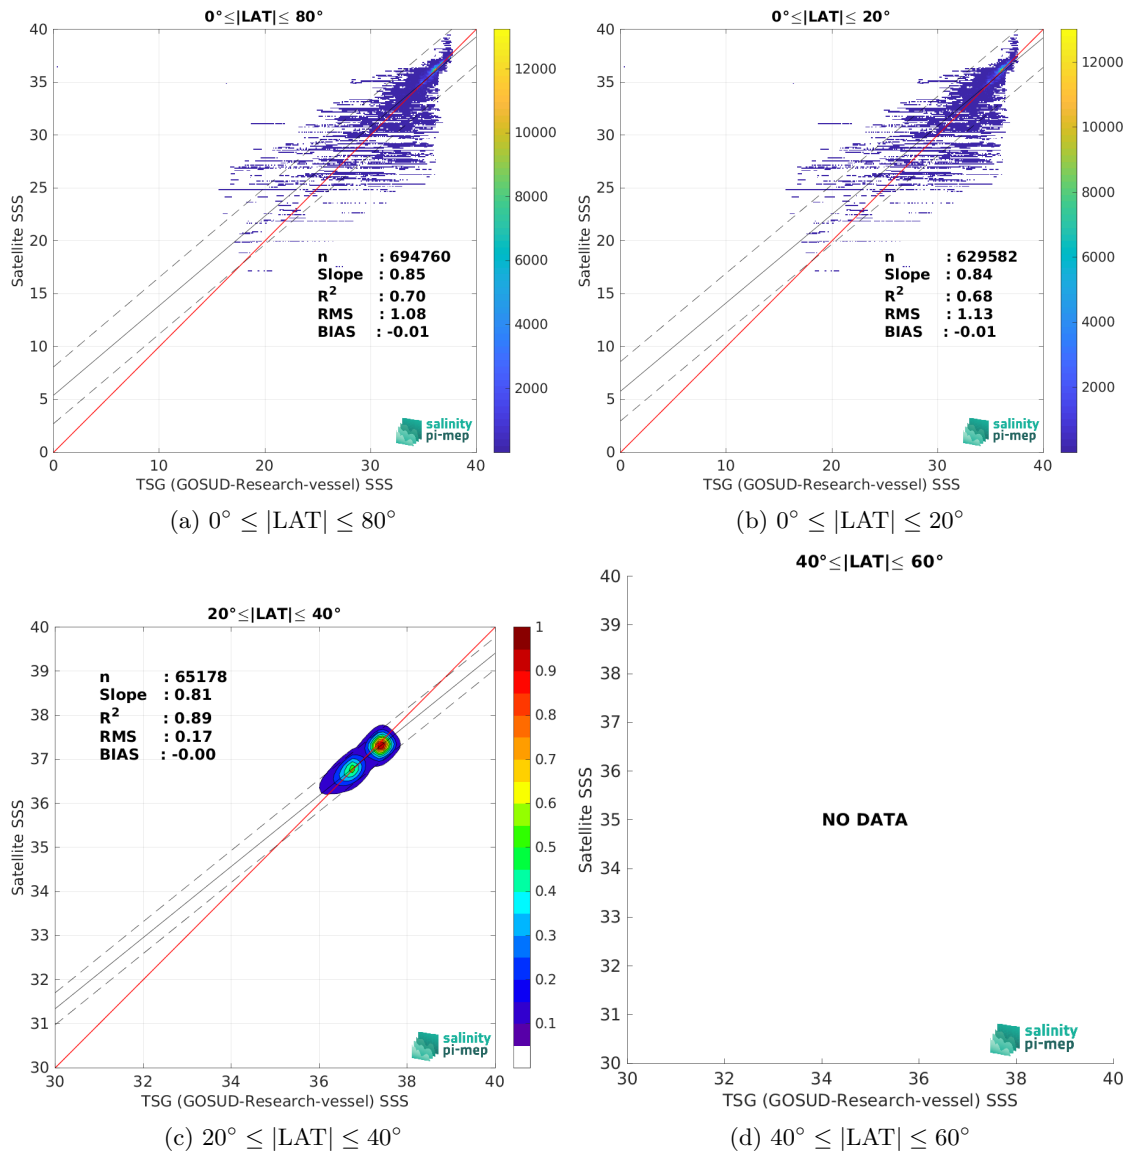 0°≤|LAT|≤ 80°
40
35
30
25
20
15
10
5
0
Satellite SSS
n : 694760
Slope : 0.85
R² : 0.70
RMS : 1.08
BIAS : -0.01
salinity
pi-mep
0 10 20 30 40
TSG (GOSUD-Research-vessel) SSS
12000
10000
8000
6000
4000
2000
(a) 0° ≤ |LAT| ≤ 80°
0°≤|LAT|≤ 20°
40
35
30
25
20
15
10
5
0
Satellite SSS
n : 629582
Slope : 0.84
R² : 0.68
RMS : 1.13
BIAS : -0.01
salinity
pi-mep
0 10 20 30 40
TSG (GOSUD-Research-vessel) SSS
12000
10000
8000
6000
4000
2000
(b) 0° ≤ |LAT| ≤ 20°
20°≤|LAT|≤ 40°
40
39
38
37
36
35
34
33
32
31
30
Satellite SSS
n : 65178
Slope : 0.81
R² : 0.89
RMS : 0.17
BIAS : -0.00
salinity
pi-mep
30 32 34 36 38 40
TSG (GOSUD-Research-vessel) SSS
1
0.9
0.8
0.7
0.6
0.5
0.4
0.3
0.2
0.1
(c) 20° ≤ |LAT| ≤ 40°
40°≤|LAT|≤ 60°
40
39
38
37
36
35
34
33
32
31
30
Satellite SSS
NO DATA
salinity
pi-mep
30 32 34 36 38 40
TSG (GOSUD-Research-vessel) SSS
(d) 40° ≤ |LAT| ≤ 60°